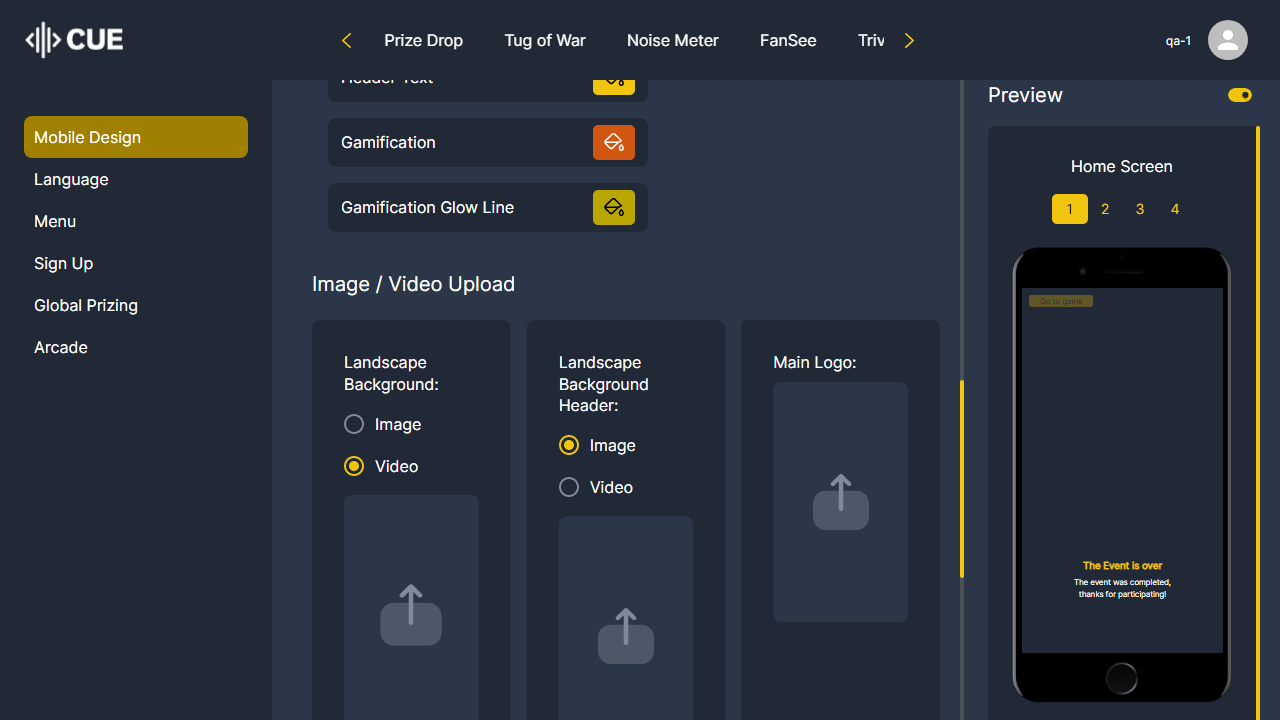 CUE
Prize Drop
Tug of War
Noise Meter
FanSee
Triv
qa-1
Mobile Design
Language
Menu
Sign Up
Global Prizing
Arcade
Header Text
Gamification
Gamification Glow Line
Image / Video Upload
Landscape
Background:
Image
Video
Landscape
Background
Header:
Image
Video
Main Logo:
Preview
Home Screen
1 2 3 4
Go to game
The Event is over
The event was completed,
thanks for participating!